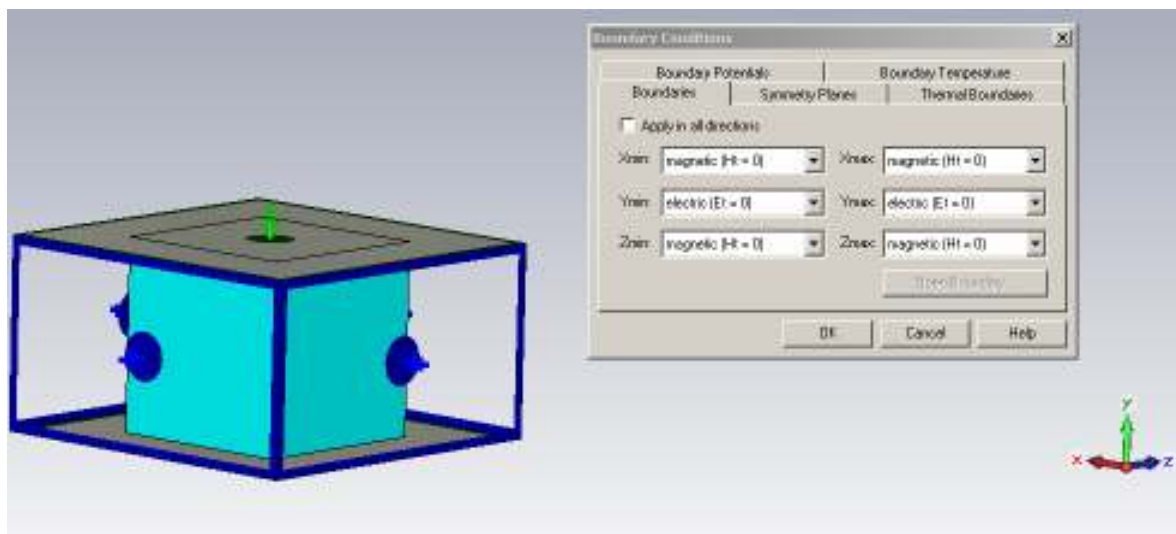 Boundary Conditions
Boundary Potentials Boundary Temperature
Boundaries Symmetry Planes Thermal Boundaries
Apply in all directions
Xmin: magnetic (Ht = 0) Xmax: magnetic (Ht = 0)
Ymin: electric (Et = 0) Ymax: electric (Et = 0)
Zmin: magnetic (Ht = 0) Zmax: magnetic (Ht = 0)
Open Boundary
OK Cancel Help
y
x z